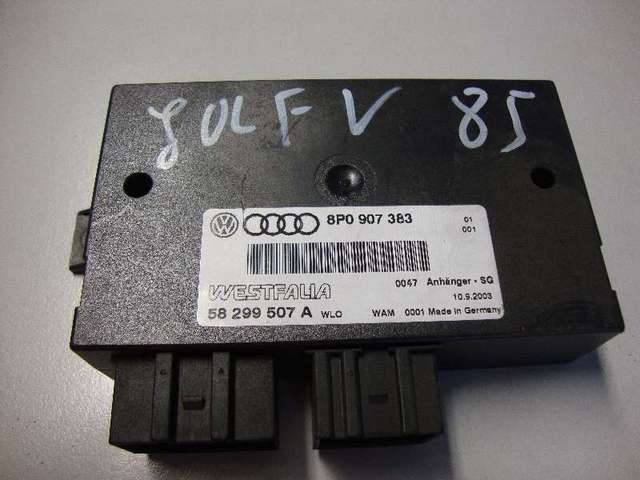 GOLF V 85
VW 8P0 907 383 01
001
0047 Anhänger - SG
WESTFALIA 10.9.2003
58 299 507 A WLO WAM 0001 Made in Germany